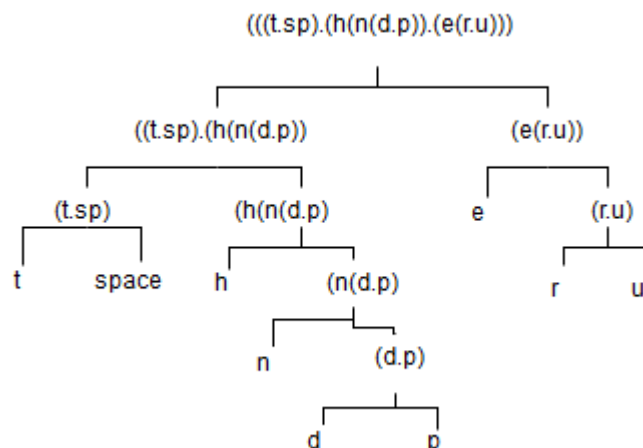 (((t.sp).(h(n(d.p)).(e(r.u)))
((t.sp).(h(n(d.p)) (e(r.u))
(t.sp) (h(n(d.p) e (r.u)
t space h (n(d.p) r u
n (d.p)
d p